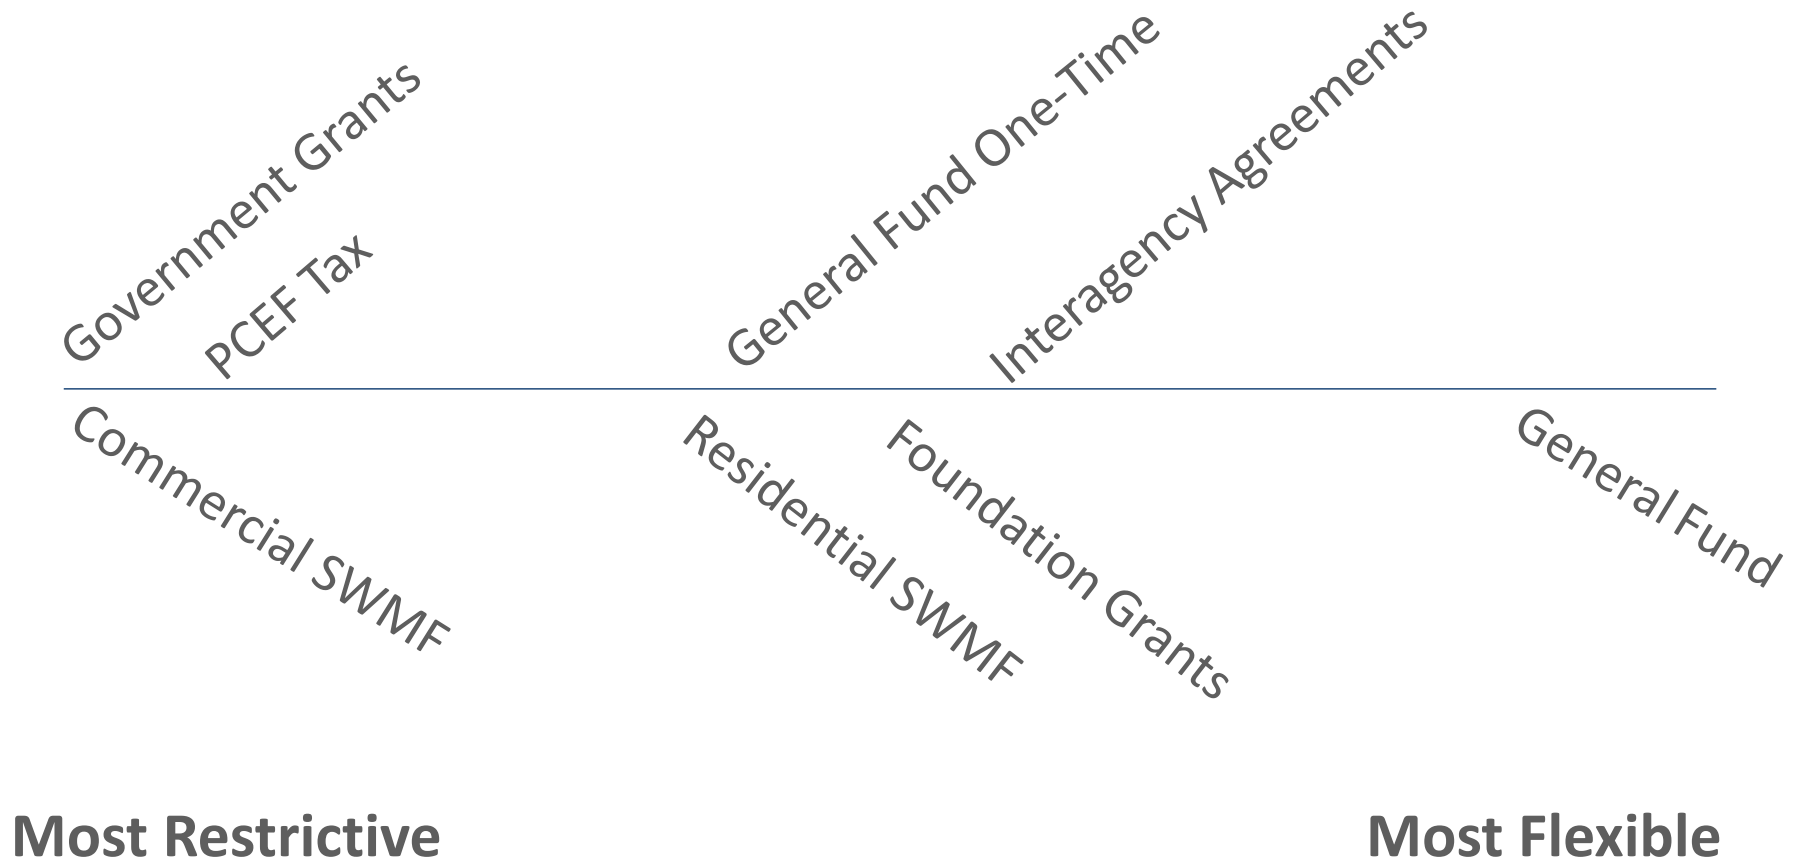 Government Grants
PCEF Tax
General Fund One-Time
Interagency Agreements
Commercial SWMF
Residential SWMF
Foundation Grants
General Fund
Most Restrictive
Most Flexible